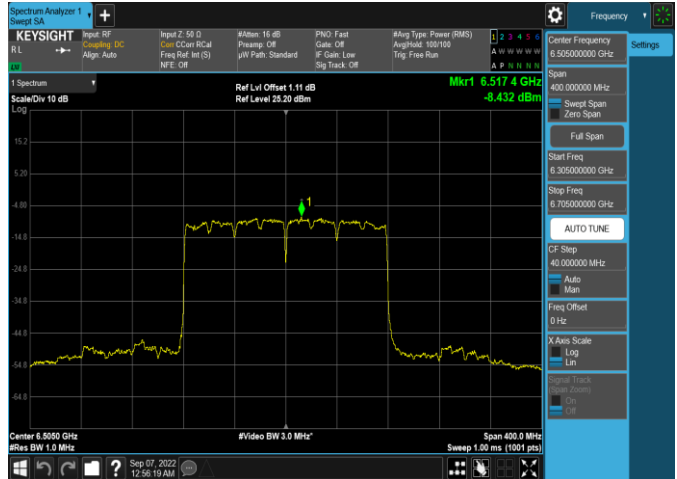 Spectrum Analyzer 1
Swept SA
Frequency
KEYSIGHT
RL
Input: RF
Coupling: DC
Align: Auto
Input Z: 50 Ω
Corr CCorr RCal
Freq Ref: Int (S)
NFE: Off
#Atten: 16 dB
Preamp: Off
µW Path: Standard
PNO: Fast
Gate: Off
IF Gain: Low
Sig Track: Off
#Avg Type: Power (RMS)
Avg|Hold: 100/100
Trig: Free Run
1 2 3 4 5 6
A W W W W W
A P N N N N
1 Spectrum
Scale/Div 10 dB
Log
Ref Lvl Offset 1.11 dB
Ref Level 25.20 dBm
Mkr1 6.517 4 GHz
-8.432 dBm
15.2
5.20
-4.80
-14.8
-24.8
-34.8
-44.8
-54.8
-64.8
1
Center 6.5050 GHz
#Res BW 1.0 MHz
#Video BW 3.0 MHz*
Span 400.0 MHz
Sweep 1.00 ms (1001 pts)
Sep 07, 2022
12:56:19 AM
Center Frequency
6.505000000 GHz
Settings
Span
400.000000 MHz
Swept Span
Zero Span
Full Span
Start Freq
6.305000000 GHz
Stop Freq
6.705000000 GHz
AUTO TUNE
CF Step
40.000000 MHz
Auto
Man
Freq Offset
0 Hz
X Axis Scale
Log
Lin
Signal Track
(Span Zoom)
On
Off